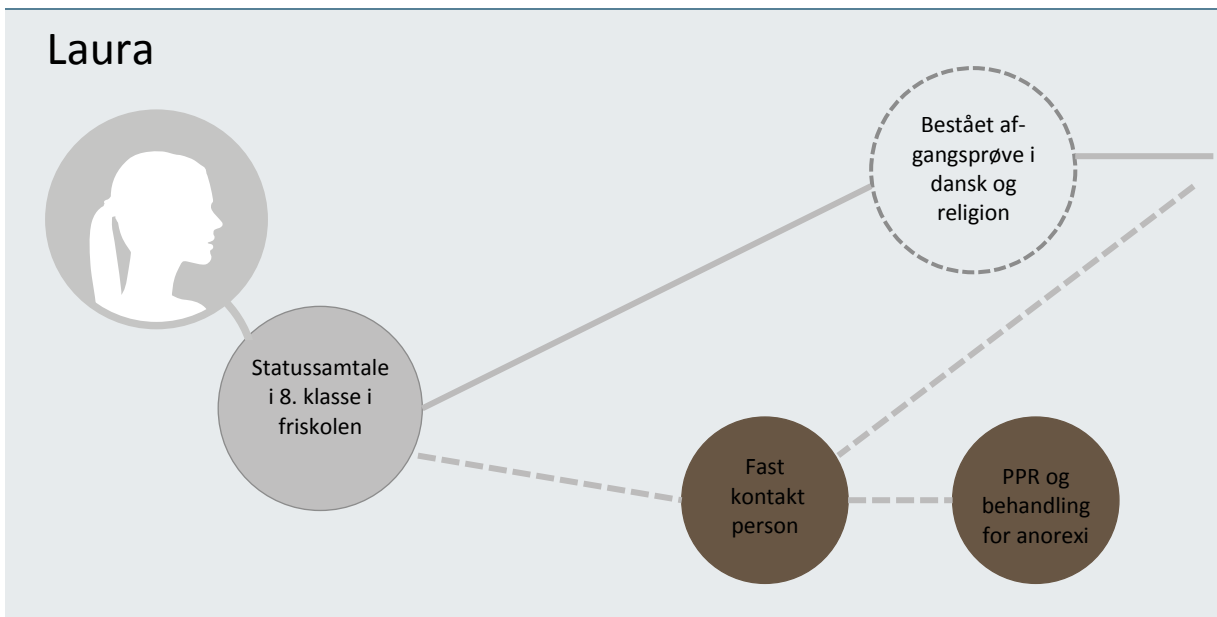 Laura
Bestået af-
gangsprøve i
dansk og
religion
Statussamtale
i 8. klasse i
friskolen
Fast
kontakt
person
PPR og
behandling
for anorexi